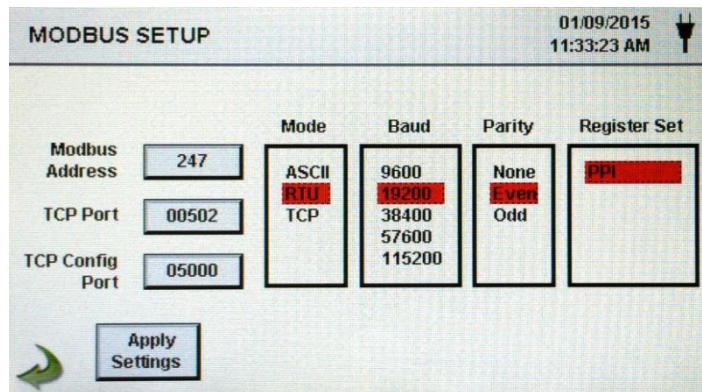 MODBUS SETUP
01/09/2015
11:33:23 AM
Mode
Baud
Parity
Register Set
Modbus
Address
247
TCP Port
00502
TCP Config
Port
05000
ASCII
RTU
TCP
9600
19200
38400
57600
115200
None
Even
Odd
PPI
Apply
Settings